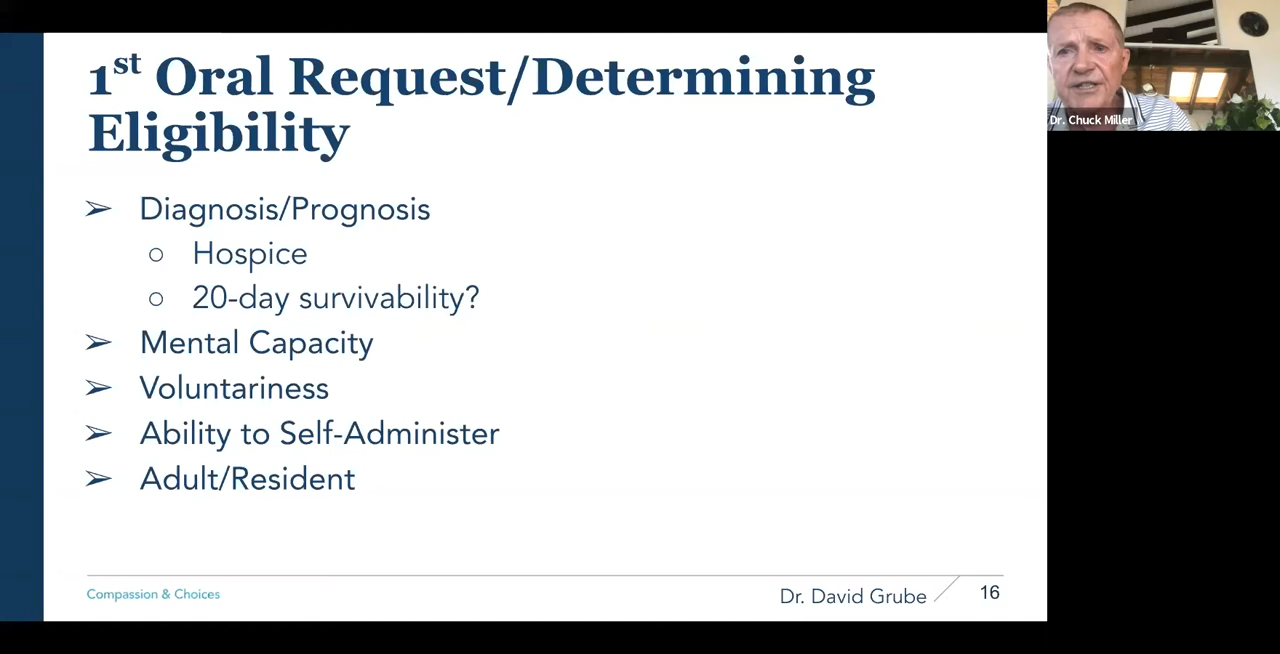 1st Oral Request/Determining
Eligibility
➢ Diagnosis/Prognosis
○ Hospice
○ 20-day survivability?
➢ Mental Capacity
➢ Voluntariness
➢ Ability to Self-Administer
➢ Adult/Resident
Compassion & Choices
Dr. David Grube
16
Dr. Chuck Miller